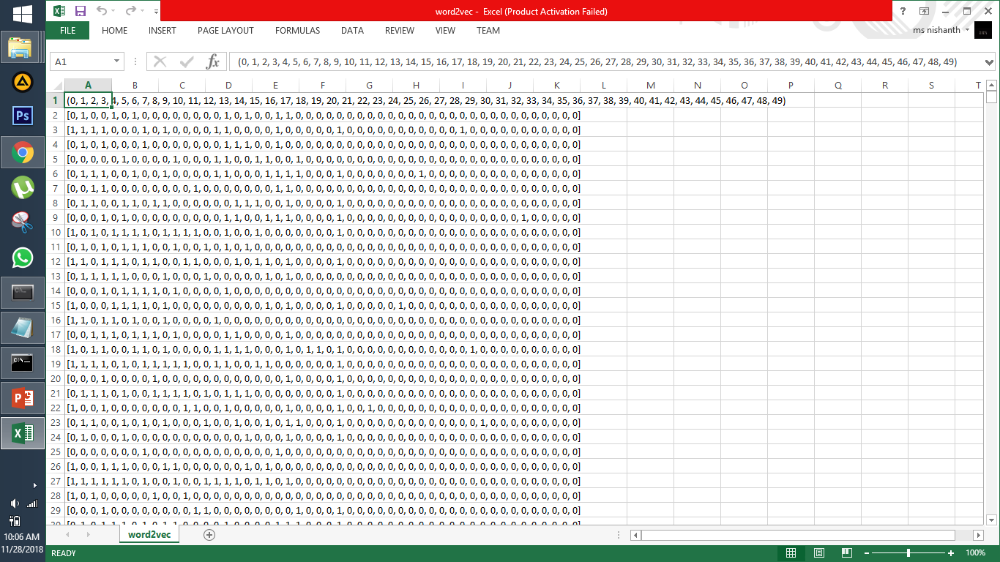 word2vec - Excel (Product Activation Failed)
FILE HOME INSERT PAGE LAYOUT FORMULAS DATA REVIEW VIEW TEAM ms nishanth
A1 fx (0, 1, 2, 3, 4, 5, 6, 7, 8, 9, 10, 11, 12, 13, 14, 15, 16, 17, 18, 19, 20, 21, 22, 23, 24, 25, 26, 27, 28, 29, 30, 31, 32, 33, 34, 35, 36, 37, 38, 39, 40, 41, 42, 43, 44, 45, 46, 47, 48, 49)
A B C D E F G H I J K L M N O P Q R S T
1 (0, 1, 2, 3, 4, 5, 6, 7, 8, 9, 10, 11, 12, 13, 14, 15, 16, 17, 18, 19, 20, 21, 22, 23, 24, 25, 26, 27, 28, 29, 30, 31, 32, 33, 34, 35, 36, 37, 38, 39, 40, 41, 42, 43, 44, 45, 46, 47, 48, 49)
2 [0, 1, 0, 0, 1, 0, 1, 0, 0, 0, 0, 0, 0, 0, 0, 1, 0, 1, 0, 0, 1, 1, 0, 0, 0, 0, 0, 0, 0, 0, 0, 0, 0, 0, 0, 0, 0, 0, 0, 0, 0, 0, 0, 0, 0, 0, 0, 0, 0, 0]
3 [1, 1, 1, 1, 0, 0, 0, 1, 0, 1, 0, 0, 0, 0, 1, 1, 0, 0, 0, 1, 0, 1, 0, 0, 0, 0, 1, 0, 0, 0, 0, 0, 0, 0, 0, 0, 0, 0, 1, 0, 0, 0, 0, 0, 0, 0, 0, 0, 0, 0]
4 [0, 1, 0, 1, 0, 0, 0, 0, 0, 0, 0, 0, 0, 0, 0, 1, 1, 1, 0, 1, 0, 0, 0, 0, 0, 0, 0, 0, 0, 0, 0, 0, 0, 0, 0, 0, 0, 0, 0, 0, 0, 0, 0, 0, 0, 0, 0, 0, 0, 0]
5 [0, 0, 0, 0, 0, 1, 0, 0, 0, 0, 1, 0, 0, 0, 1, 1, 0, 0, 1, 1, 0, 0, 1, 0, 0, 0, 0, 0, 0, 0, 0, 0, 0, 0, 0, 0, 0, 0, 0, 0, 0, 0, 0, 0, 0, 0, 0, 0, 0, 0]
6 [0, 1, 1, 1, 0, 1, 0, 0, 0, 1, 0, 0, 0, 0, 1, 1, 0, 0, 0, 1, 1, 1, 1, 0, 0, 0, 1, 0, 0, 0, 0, 0, 0, 0, 1, 0, 0, 0, 0, 0, 0, 0, 0, 0, 0, 0, 0, 0, 0, 0]
7 [0, 0, 1, 1, 0, 0, 0, 0, 0, 0, 0, 0, 1, 0, 0, 0, 0, 0, 0, 1, 0, 1, 1, 0, 0, 0, 0, 0, 0, 0, 0, 0, 0, 0, 0, 0, 0, 0, 0, 0, 0, 0, 0, 0, 0, 0, 0, 0, 0, 0]
8 [0, 1, 1, 0, 0, 1, 1, 0, 1, 1, 0, 0, 0, 0, 0, 0, 1, 1, 1, 0, 1, 0, 0, 0, 0, 0, 1, 0, 0, 0, 0, 0, 0, 0, 0, 0, 0, 0, 0, 0, 0, 0, 0, 0, 0, 0, 0, 0, 0, 0]
9 [0, 0, 0, 1, 0, 1, 0, 0, 0, 0, 0, 0, 0, 0, 0, 1, 1, 0, 0, 1, 1, 1, 0, 0, 0, 0, 1, 0, 0, 0, 0, 0, 0, 0, 0, 0, 0, 0, 0, 0, 0, 0, 0, 0, 1, 0, 0, 0, 0, 0]
10 [1, 0, 1, 0, 1, 1, 1, 1, 0, 1, 1, 1, 1, 0, 0, 0, 1, 1, 0, 0, 0, 0, 0, 0, 1, 0, 1, 0, 0, 0, 0, 0, 0, 0, 0, 0, 0, 0, 0, 0, 0, 0, 0, 0, 0, 0, 0, 0, 0, 0]
11 [0, 1, 0, 1, 0, 1, 1, 1, 0, 0, 1, 0, 0, 1, 0, 1, 0, 1, 0, 0, 0, 0, 0, 0, 0, 0, 0, 0, 0, 0, 0, 0, 0, 0, 0, 0, 0, 0, 0, 0, 0, 0, 0, 0, 0, 0, 0, 0, 0, 0]
12 [1, 1, 0, 1, 1, 1, 0, 1, 1, 0, 0, 1, 1, 0, 0, 0, 1, 0, 1, 1, 0, 1, 0, 0, 0, 0, 1, 0, 0, 0, 0, 0, 0, 0, 0, 0, 0, 0, 0, 0, 0, 0, 0, 0, 0, 0, 0, 0, 0, 0]
13 [0, 1, 1, 1, 1, 1, 0, 0, 0, 1, 0, 0, 0, 1, 0, 0, 0, 0, 0, 1, 0, 1, 0, 0, 0, 0, 0, 0, 0, 0, 0, 0, 0, 0, 0, 0, 0, 0, 0, 0, 0, 0, 0, 0, 0, 0, 0, 0, 0, 0]
14 [0, 0, 0, 1, 0, 1, 1, 1, 1, 0, 1, 0, 0, 0, 0, 1, 0, 0, 0, 0, 0, 0, 0, 0, 0, 0, 0, 0, 0, 0, 0, 0, 0, 0, 0, 0, 0, 0, 0, 0, 0, 0, 0, 0, 0, 0, 0, 0, 0, 0]
15 [1, 0, 0, 0, 1, 1, 1, 1, 0, 1, 0, 0, 0, 0, 0, 0, 0, 0, 0, 1, 0, 1, 0, 0, 0, 0, 1, 0, 0, 0, 0, 0, 1, 0, 0, 0, 0, 0, 0, 0, 0, 0, 0, 0, 0, 0, 0, 0, 0, 0]
16 [1, 1, 0, 1, 1, 0, 1, 0, 0, 1, 0, 0, 0, 0, 1, 0, 0, 0, 0, 0, 0, 0, 0, 0, 0, 0, 0, 0, 0, 0, 0, 0, 0, 0, 0, 0, 0, 0, 0, 0, 0, 0, 0, 0, 0, 0, 0, 0, 0, 0]
17 [0, 0, 1, 1, 0, 1, 1, 1, 0, 1, 0, 0, 0, 0, 0, 1, 0, 0, 0, 0, 0, 0, 0, 0, 0, 0, 1, 0, 0, 0, 0, 0, 0, 0, 0, 0, 0, 0, 0, 0, 0, 0, 0, 0, 0, 0, 0, 0, 0, 0]
18 [1, 0, 1, 0, 1, 1, 0, 1, 0, 1, 0, 0, 0, 0, 1, 1, 1, 1, 0, 0, 0, 1, 0, 1, 1, 0, 1, 0, 0, 0, 0, 0, 0, 0, 0, 0, 0, 0, 0, 1, 0, 0, 0, 0, 0, 0, 0, 0, 0, 0]
19 [1, 1, 1, 1, 0, 1, 0, 1, 1, 1, 1, 1, 0, 0, 1, 1, 0, 0, 1, 1, 0, 0, 0, 0, 0, 0, 1, 0, 0, 0, 0, 0, 0, 0, 0, 0, 0, 0, 0, 0, 0, 0, 0, 0, 0, 0, 0, 0, 0, 0]
20 [0, 0, 0, 1, 0, 0, 0, 0, 1, 0, 0, 0, 0, 0, 0, 0, 0, 0, 0, 0, 0, 1, 0, 0, 0, 0, 1, 0, 0, 0, 0, 0, 0, 0, 0, 0, 0, 0, 0, 0, 0, 0, 0, 0, 0, 0, 0, 0, 0, 0]
21 [0, 1, 1, 1, 0, 1, 0, 0, 1, 1, 1, 1, 0, 1, 0, 1, 1, 1, 0, 0, 0, 0, 0, 0, 0, 0, 1, 0, 0, 0, 0, 0, 0, 0, 0, 0, 0, 0, 0, 0, 0, 0, 0, 0, 0, 0, 0, 0, 0, 0]
22 [1, 0, 0, 1, 0, 0, 0, 0, 0, 0, 0, 1, 1, 0, 0, 0, 1, 0, 0, 0, 0, 1, 0, 0, 0, 0, 1, 0, 0, 1, 0, 0, 0, 0, 0, 0, 0, 0, 0, 0, 0, 0, 0, 0, 0, 0, 0, 0, 0, 0]
23 [0, 1, 1, 0, 0, 1, 0, 1, 0, 1, 0, 0, 0, 1, 0, 0, 1, 0, 0, 1, 0, 1, 1, 0, 0, 0, 1, 0, 0, 0, 0, 0, 0, 0, 0, 0, 0, 0, 0, 0, 1, 0, 0, 0, 0, 0, 0, 0, 0, 0]
24 [0, 1, 0, 0, 0, 1, 0, 0, 0, 0, 0, 0, 0, 0, 0, 0, 0, 1, 0, 0, 0, 1, 0, 0, 0, 0, 1, 0, 0, 0, 0, 0, 0, 0, 0, 0, 0, 0, 0, 0, 0, 0, 0, 0, 0, 0, 0, 0, 0, 0]
25 [0, 0, 0, 0, 0, 0, 0, 1, 0, 0, 0, 0, 0, 0, 0, 0, 0, 0, 0, 0, 1, 0, 0, 0, 0, 0, 0, 0, 0, 0, 0, 0, 0, 0, 0, 0, 0, 0, 0, 0, 0, 0, 0, 0, 0, 0, 0, 0, 0, 0]
26 [1, 0, 0, 1, 1, 1, 0, 0, 0, 1, 1, 0, 0, 0, 0, 0, 1, 0, 1, 0, 0, 0, 0, 0, 0, 0, 0, 0, 0, 0, 0, 0, 0, 0, 0, 0, 0, 0, 0, 0, 0, 0, 0, 0, 0, 0, 0, 0, 0, 0]
27 [1, 1, 1, 1, 1, 1, 0, 1, 0, 0, 1, 0, 0, 1, 1, 1, 1, 0, 1, 1, 0, 1, 0, 0, 0, 0, 0, 0, 0, 0, 0, 0, 0, 0, 0, 0, 0, 0, 0, 0, 0, 0, 0, 0, 0, 0, 0, 0, 0, 0]
28 [1, 0, 1, 0, 0, 0, 0, 0, 1, 0, 0, 1, 0, 0, 0, 0, 0, 0, 0, 0, 0, 0, 0, 0, 0, 0, 0, 0, 0, 0, 0, 0, 0, 0, 0, 0, 0, 0, 0, 0, 0, 0, 0, 0, 0, 0, 0, 0, 0, 0]
29 [0, 0, 0, 1, 0, 0, 0, 0, 0, 0, 0, 0, 1, 1, 0, 0, 0, 0, 0, 0, 0, 0, 1, 0, 0, 0, 1, 0, 0, 0, 0, 0, 0, 0, 0, 0, 0, 0, 0, 0, 0, 0, 0, 0, 0, 0, 0, 0, 0, 0]
word2vec
10:06 AM
11/28/2018
READY 100%